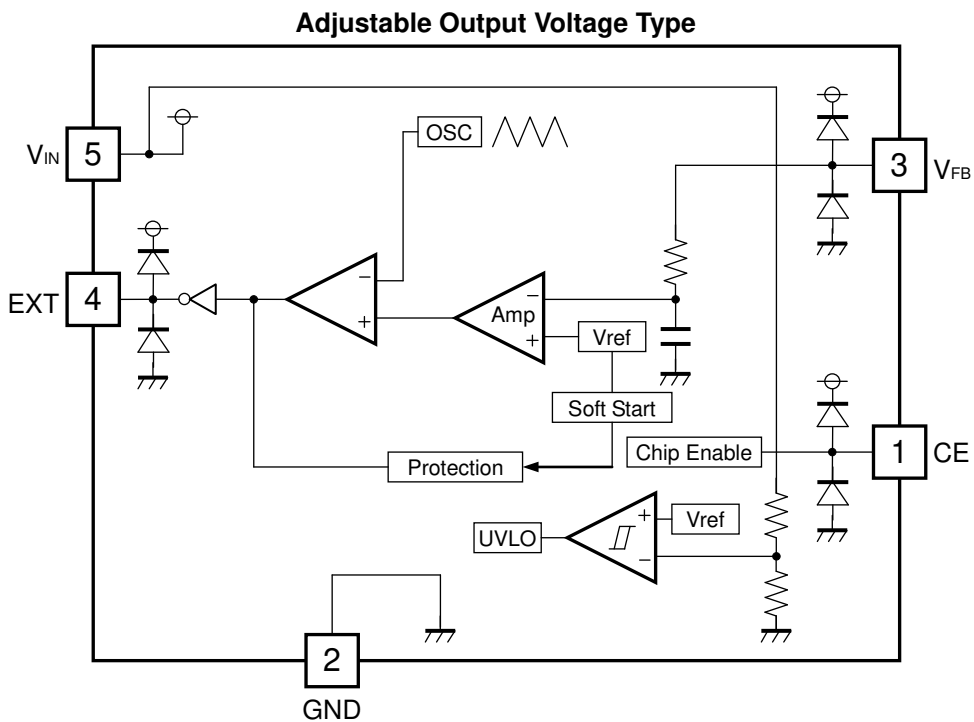 Adjustable Output Voltage Type
OSC
VIN 5
3 VFB
EXT 4
Amp
Vref
Soft Start
Chip Enable
1 CE
Protection
Vref
UVLO
2
GND